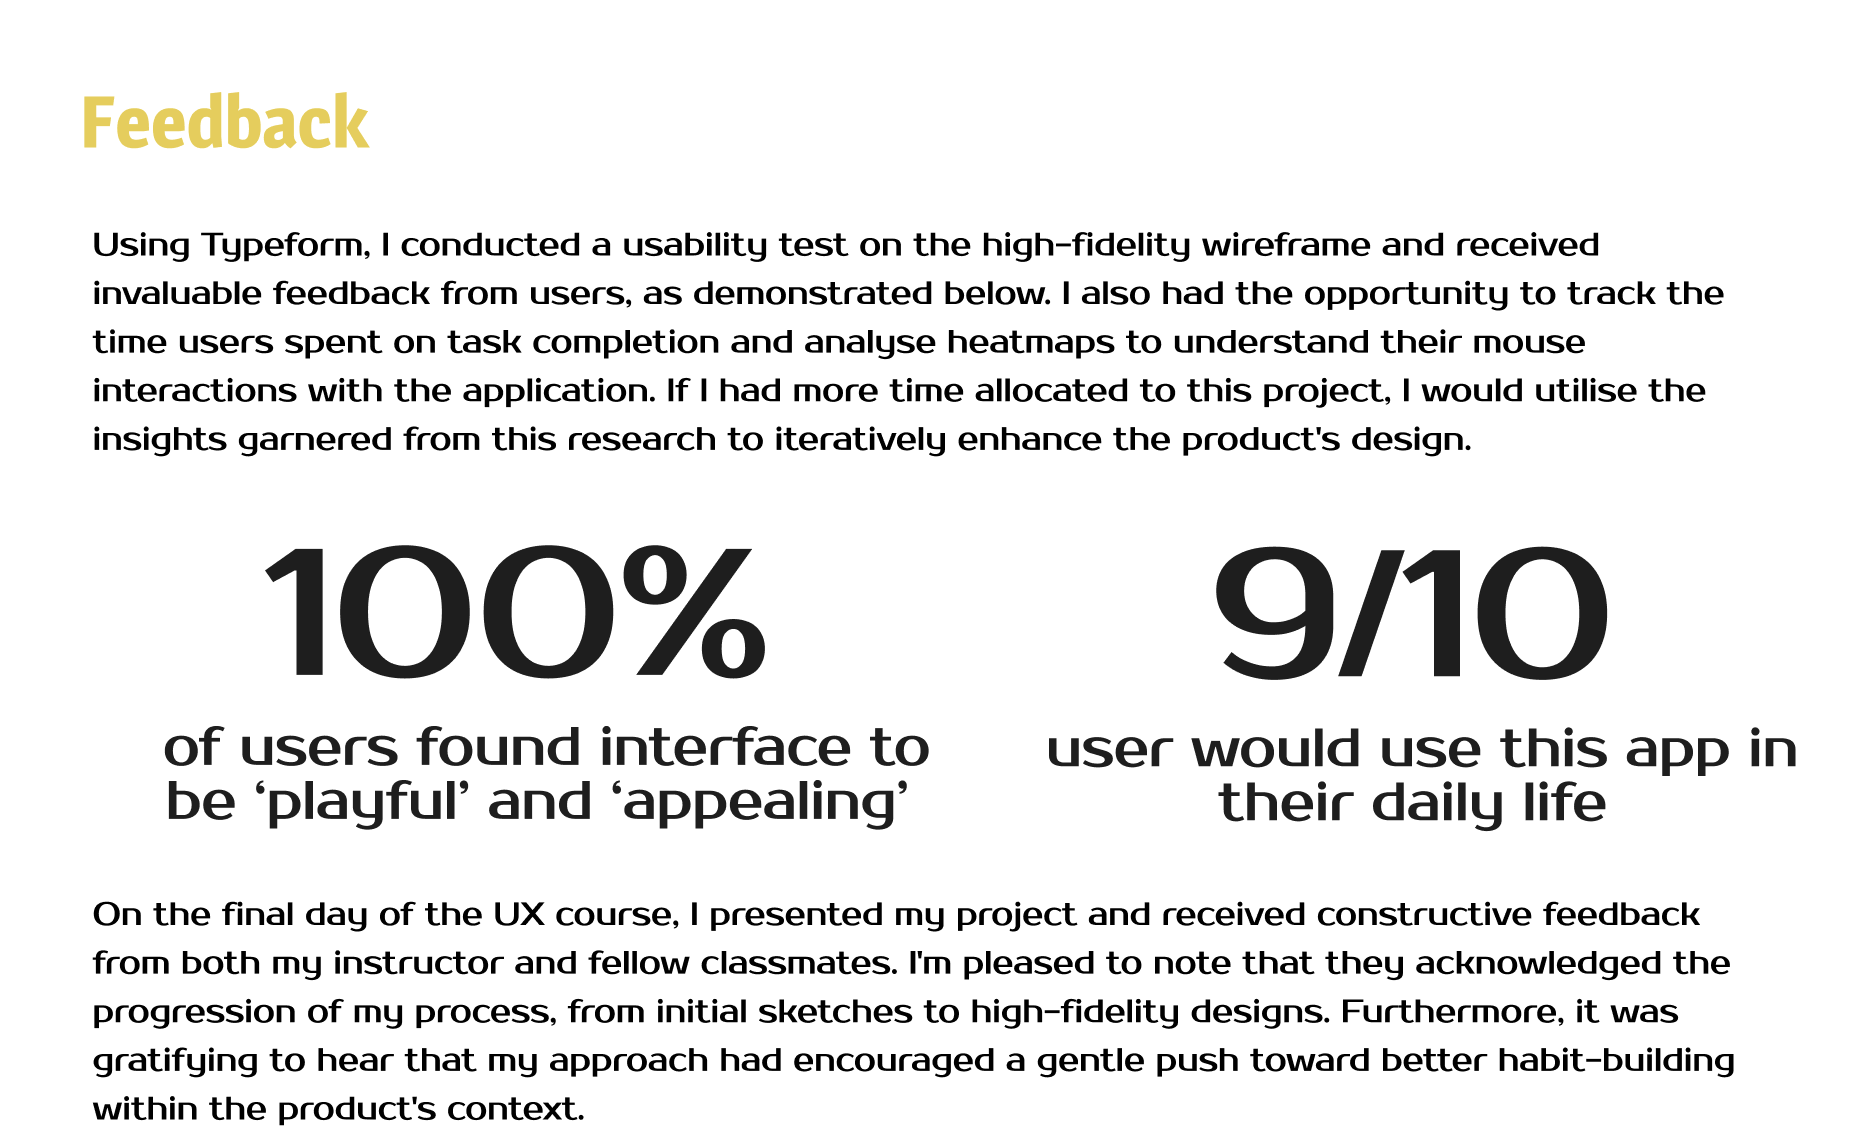 Feedback
Using Typeform, I conducted a usability test on the high-fidelity wireframe and received
invaluable feedback from users, as demonstrated below. I also had the opportunity to track the
time users spent on task completion and analyse heatmaps to understand their mouse
interactions with the application. If I had more time allocated to this project, I would utilise the
insights garnered from this research to iteratively enhance the product's design.
100%
of users found interface to
be ‘playful’ and ‘appealing’
9/10
user would use this app in
their daily life
On the final day of the UX course, I presented my project and received constructive feedback
from both my instructor and fellow classmates. I'm pleased to note that they acknowledged the
progression of my process, from initial sketches to high-fidelity designs. Furthermore, it was
gratifying to hear that my approach had encouraged a gentle push toward better habit-building
within the product's context.